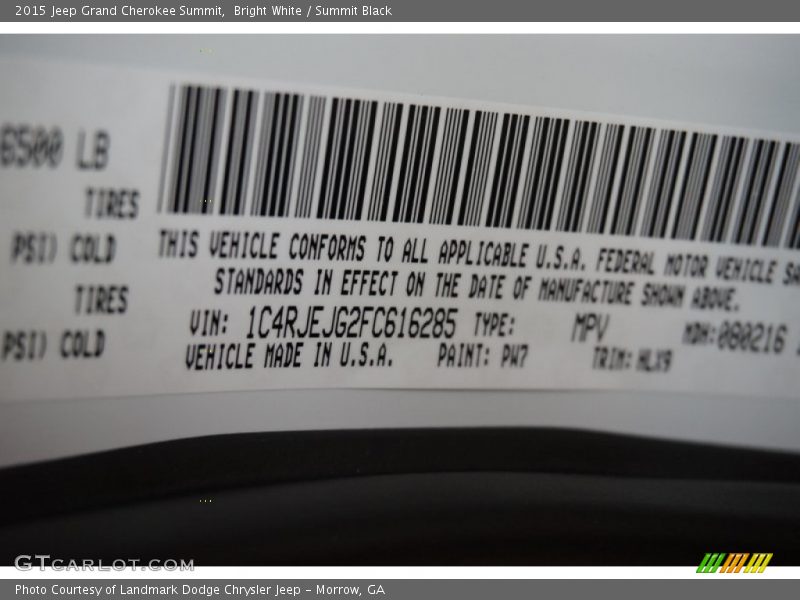 2015 Jeep Grand Cherokee Summit,  Bright White / Summit Black
6500 LB
TIRES
PSI) COLD
TIRES
PSI) COLD
THIS VEHICLE CONFORMS TO ALL APPLICABLE U.S.A. FEDERAL MOTOR VEHICLE SA
STANDARDS IN EFFECT ON THE DATE OF MANUFACTURE SHOWN ABOVE.
VIN: 1C4RJEJG2FC616285 TYPE: MPV MDH:080216
VEHICLE MADE IN U.S.A. PAINT: PW7 TRIM: HLX9
GTCARLOT.COM
Photo Courtesy of Landmark Dodge Chrysler Jeep – Morrow, GA